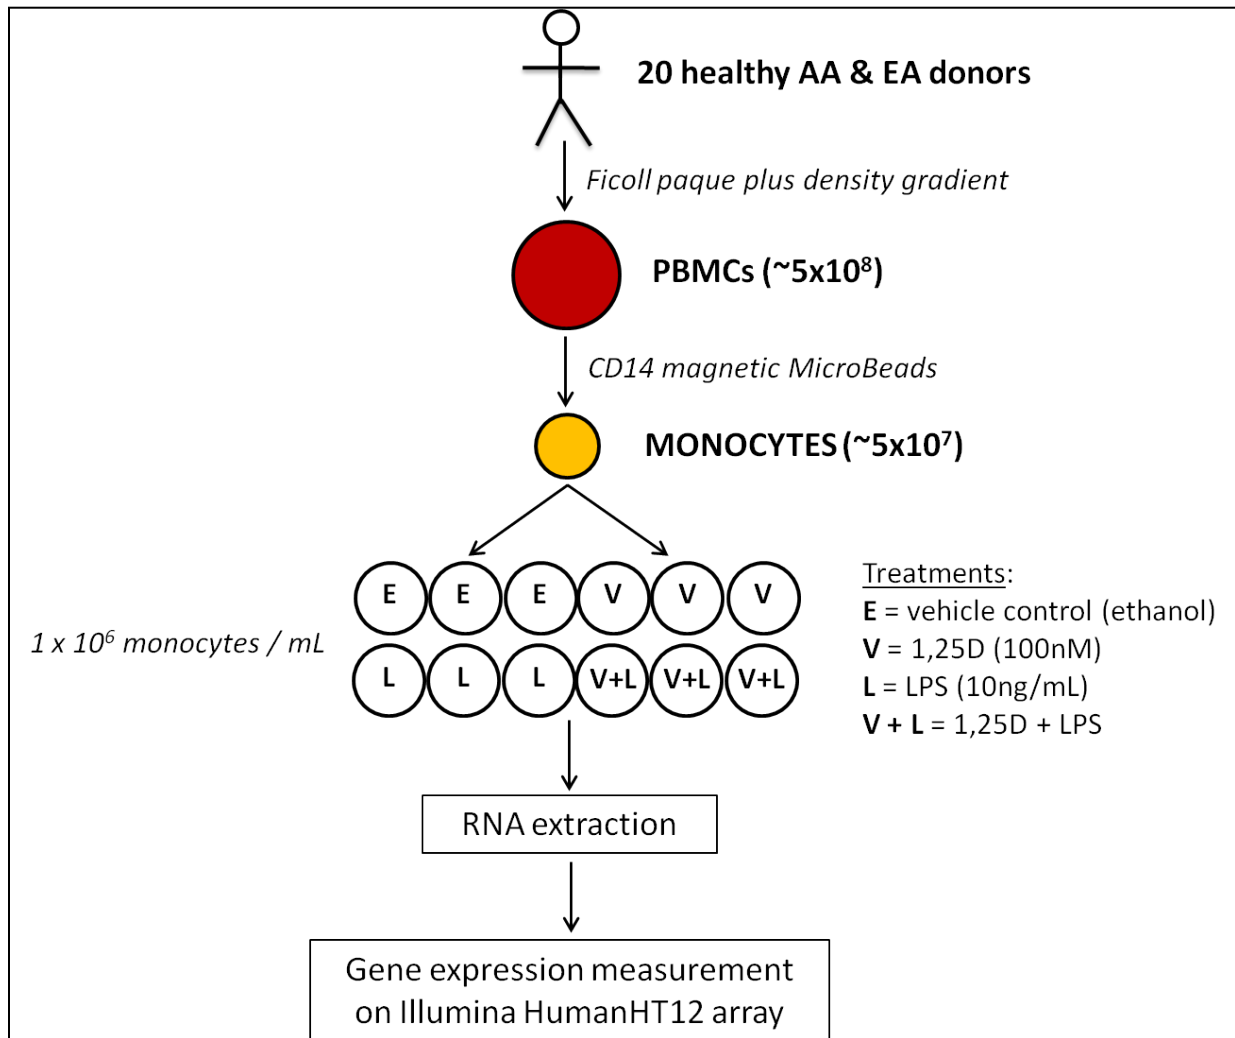 20 healthy AA & EA donors
Ficoll paque plus density gradient
PBMCs (~5x10⁸)
CD14 magnetic MicroBeads
MONOCYTES (~5x10⁷)
E E E V V V
L L L V+L V+L V+L
1 x 10⁶ monocytes / mL
Treatments:
E = vehicle control (ethanol)
V = 1,25D (100nM)
L = LPS (10ng/mL)
V + L = 1,25D + LPS
RNA extraction
Gene expression measurement
on Illumina HumanHT12 array